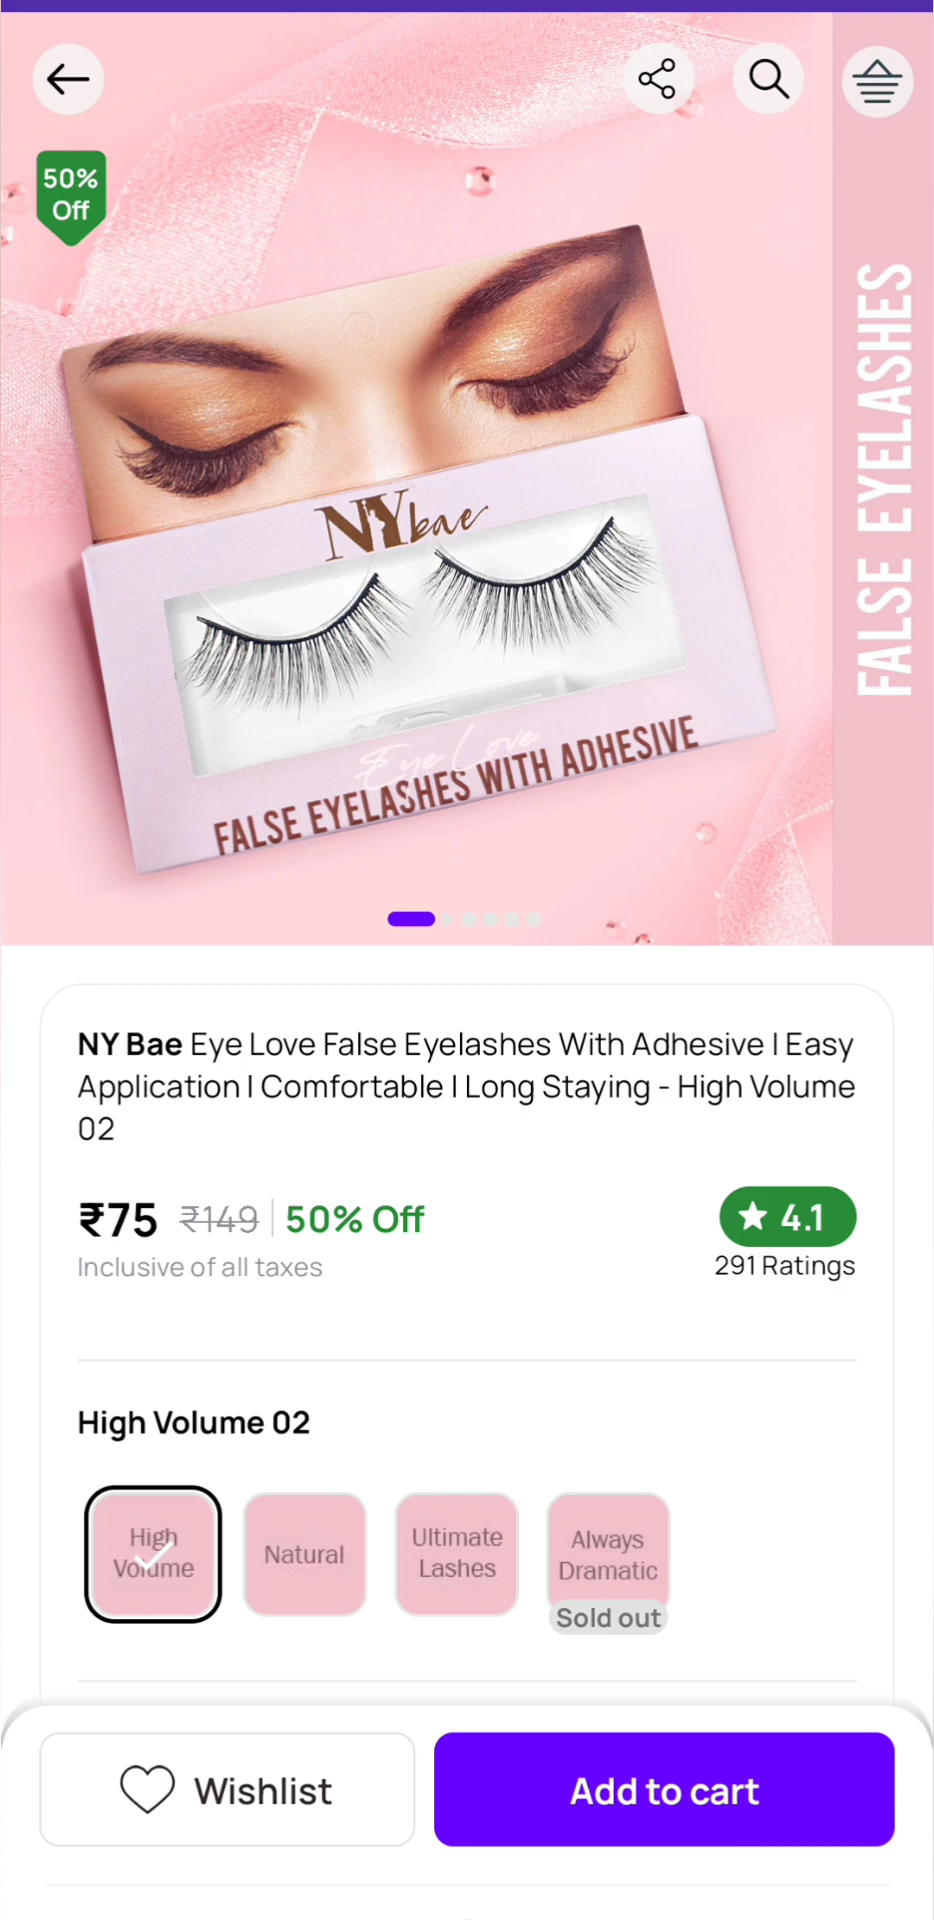 50%
Off
NY bae
Eye Love
FALSE EYELASHES WITH ADHESIVE
FALSE EYELASHES
NY Bae Eye Love False Eyelashes With Adhesive I Easy
Application I Comfortable I Long Staying - High Volume
02
₹75 ₹149 50% Off
★ 4.1
Inclusive of all taxes
291 Ratings
High Volume 02
High
Volume
Natural
Ultimate
Lashes
Always
Dramatic
Sold out
Wishlist
Add to cart